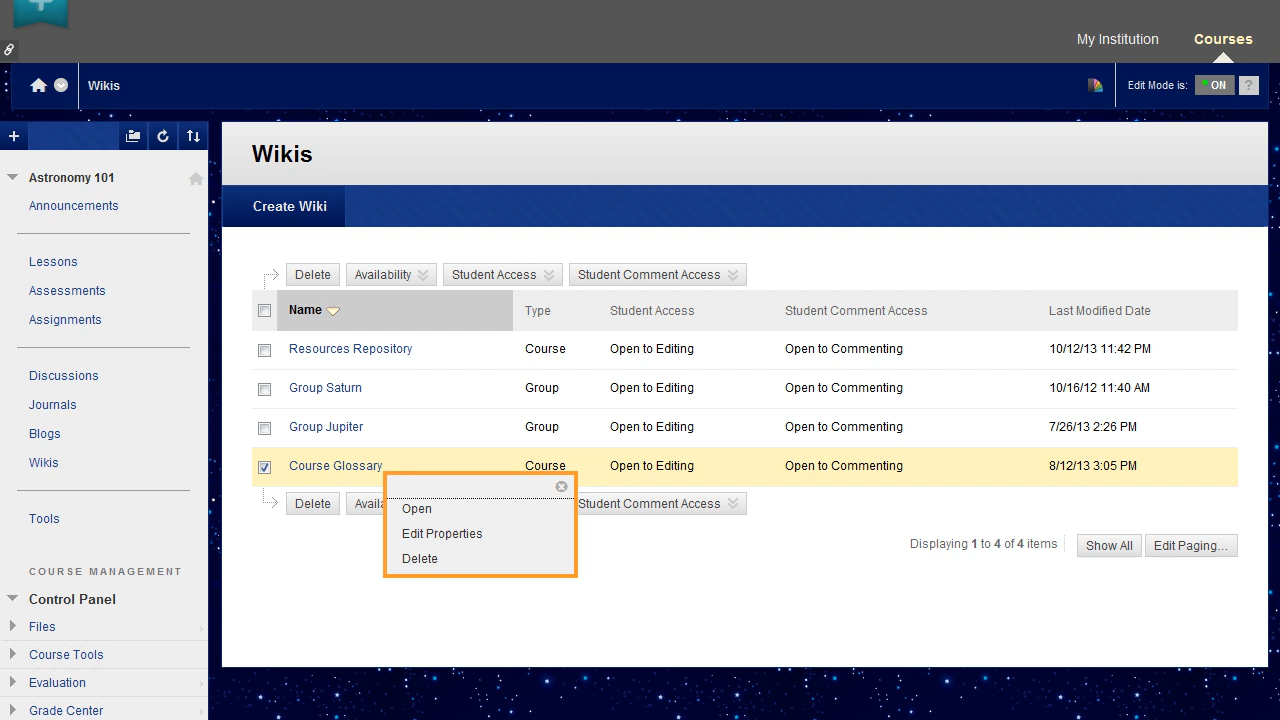 My Institution Courses
Wikis Edit Mode is: ON ?
Wikis
Create Wiki
Astronomy 101
Announcements
Lessons
Assessments
Assignments
Discussions
Journals
Blogs
Wikis
Tools
COURSE MANAGEMENT
Control Panel
Files
Course Tools
Evaluation
Grade Center
Delete Availability Student Access Student Comment Access
Name Type Student Access Student Comment Access Last Modified Date
Resources Repository Course Open to Editing Open to Commenting 10/12/13 11:42 PM
Group Saturn Group Open to Editing Open to Commenting 10/16/12 11:40 AM
Group Jupiter Group Open to Editing Open to Commenting 7/26/13 2:26 PM
Course Glossary Course Open to Editing Open to Commenting 8/12/13 3:05 PM
Delete Student Comment Access
Open
Edit Properties
Delete
Displaying 1 to 4 of 4 items Show All Edit Paging...